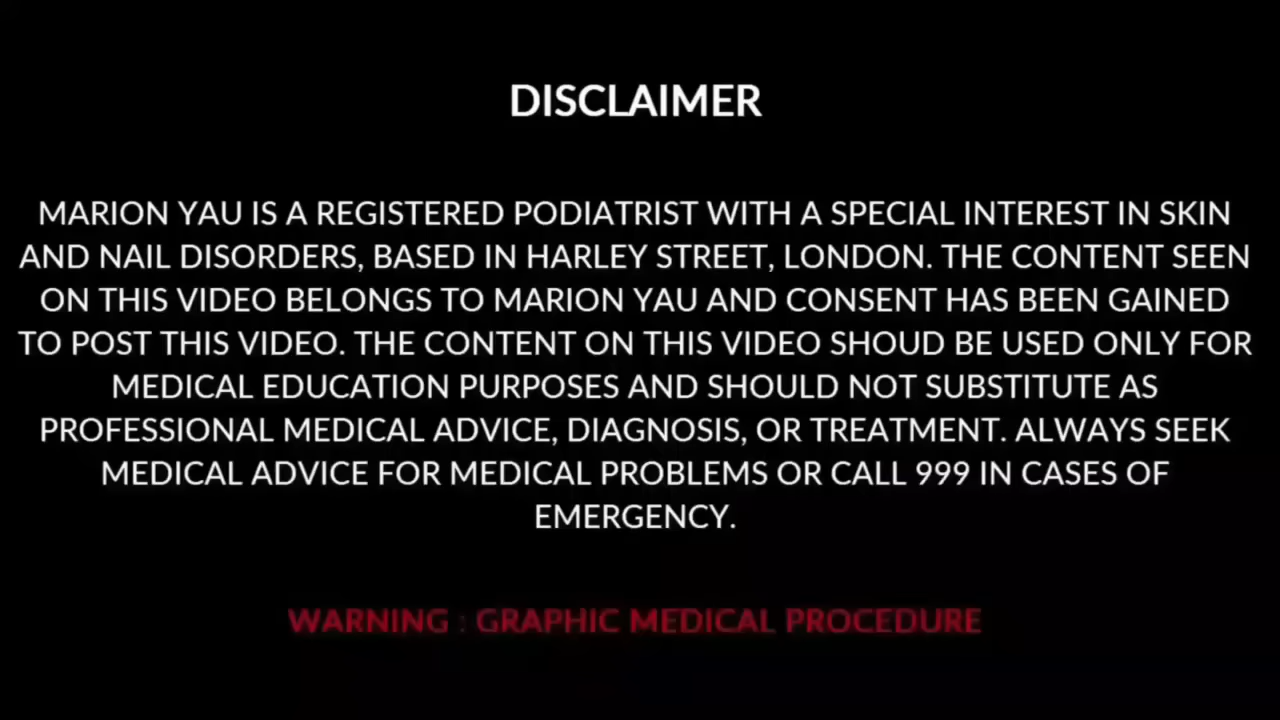 DISCLAIMER
MARION YAU IS A REGISTERED PODIATRIST WITH A SPECIAL INTEREST IN SKIN
AND NAIL DISORDERS, BASED IN HARLEY STREET, LONDON. THE CONTENT SEEN
ON THIS VIDEO BELONGS TO MARION YAU AND CONSENT HAS BEEN GAINED
TO POST THIS VIDEO. THE CONTENT ON THIS VIDEO SHOUD BE USED ONLY FOR
MEDICAL EDUCATION PURPOSES AND SHOULD NOT SUBSTITUTE AS
PROFESSIONAL MEDICAL ADVICE, DIAGNOSIS, OR TREATMENT. ALWAYS SEEK
MEDICAL ADVICE FOR MEDICAL PROBLEMS OR CALL 999 IN CASES OF
EMERGENCY.
WARNING : GRAPHIC MEDICAL PROCEDURE